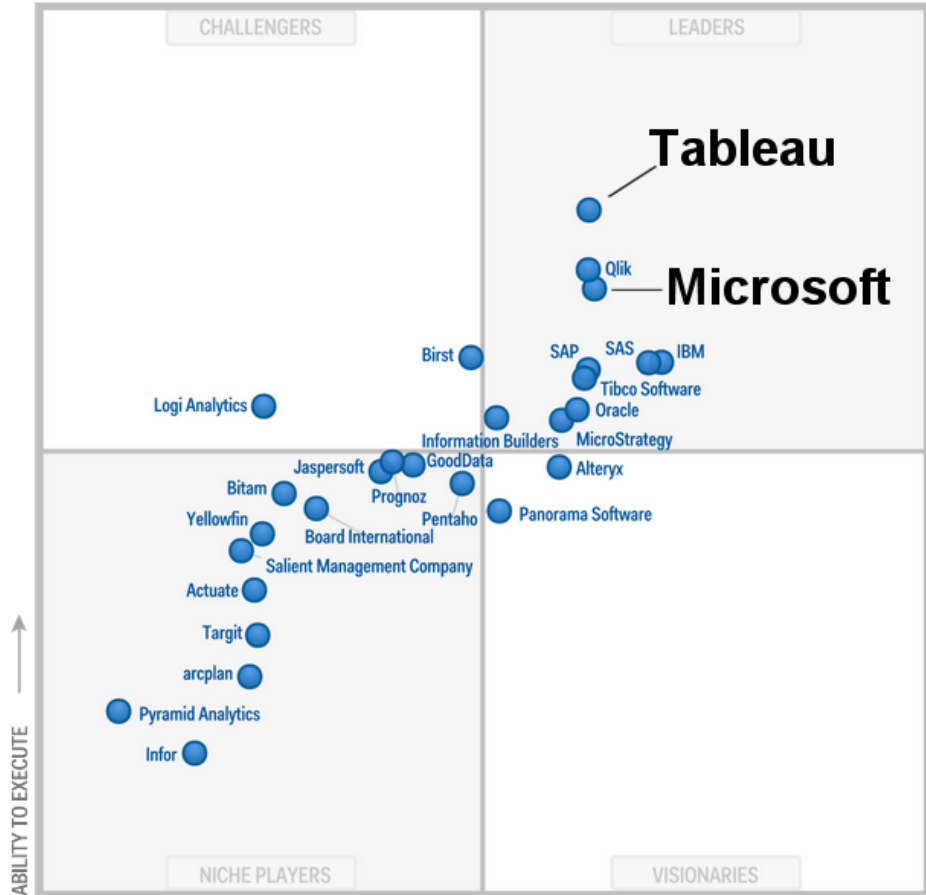 CHALLENGERS
LEADERS
Tableau
Qlik
Microsoft
Birst
SAP
SAS
IBM
Tibco Software
Logi Analytics
Oracle
Information Builders
MicroStrategy
Jaspersoft
GoodData
Alteryx
Bitam
Prognoz
Pentaho
Panorama Software
Yellowfin
Board International
Salient Management Company
Actuate
Targit
arcplan
Pyramid Analytics
Infor
ABILITY TO EXECUTE
NICHE PLAYERS
VISIONARIES